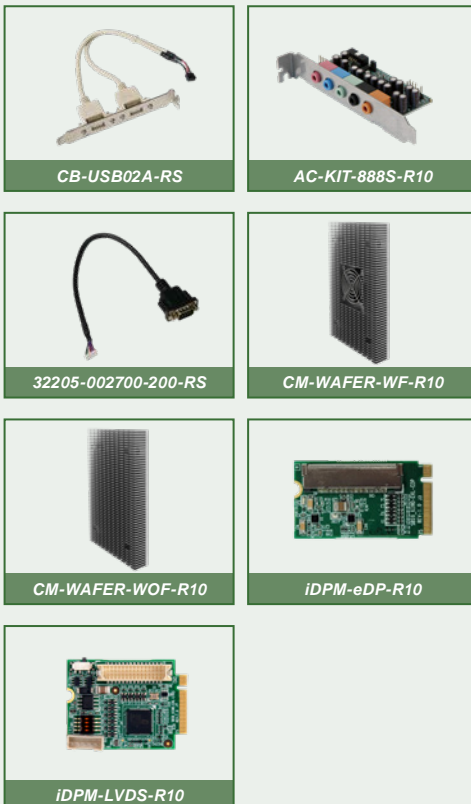 CB-USB02A-RS
AC-KIT-888S-R10
32205-002700-200-RS
CM-WAFER-WF-R10
CM-WAFER-WOF-R10
iDPM-eDP-R10
iDPM-LVDS-R10